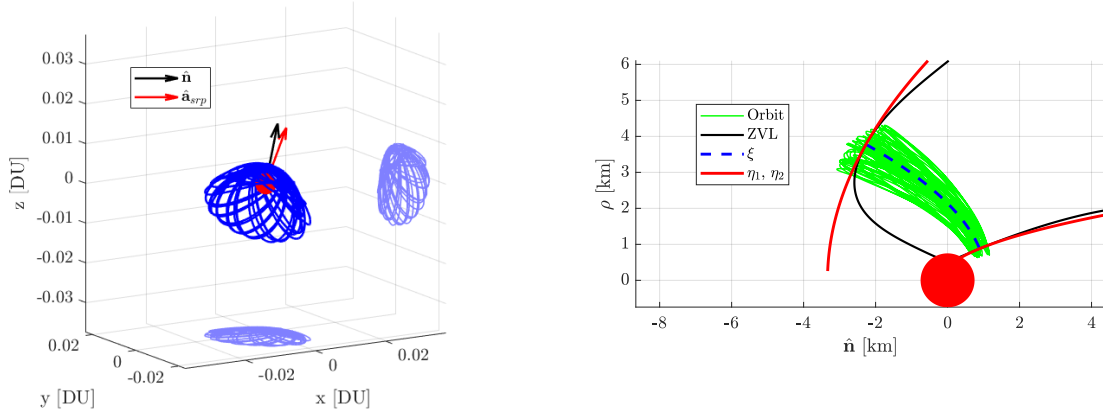 0.03
0.02
0.01
0
-0.01
-0.02
-0.03
z [DU]
n̂
â_srp
0.02
0
-0.02
y [DU]
-0.02
0
0.02
x [DU]
6
5
4
3
2
1
0
ρ [km]
Orbit
ZVL
ξ
η₁, η₂
-8
-6
-4
-2
0
2
4
n̂ [km]